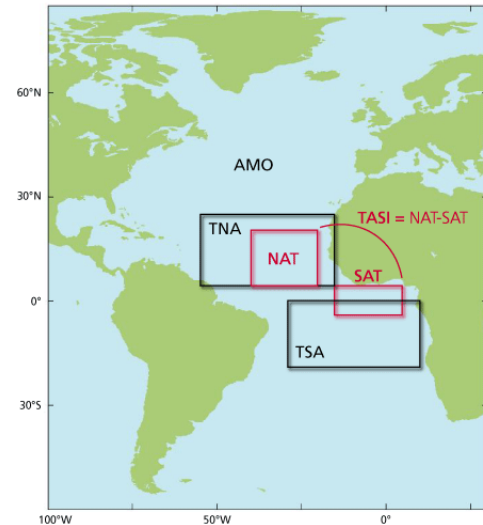 60°N
AMO
30°N
TASI = NAT-SAT
TNA
NAT
SAT
0°
TSA
30°S
100°W
50°W
0°